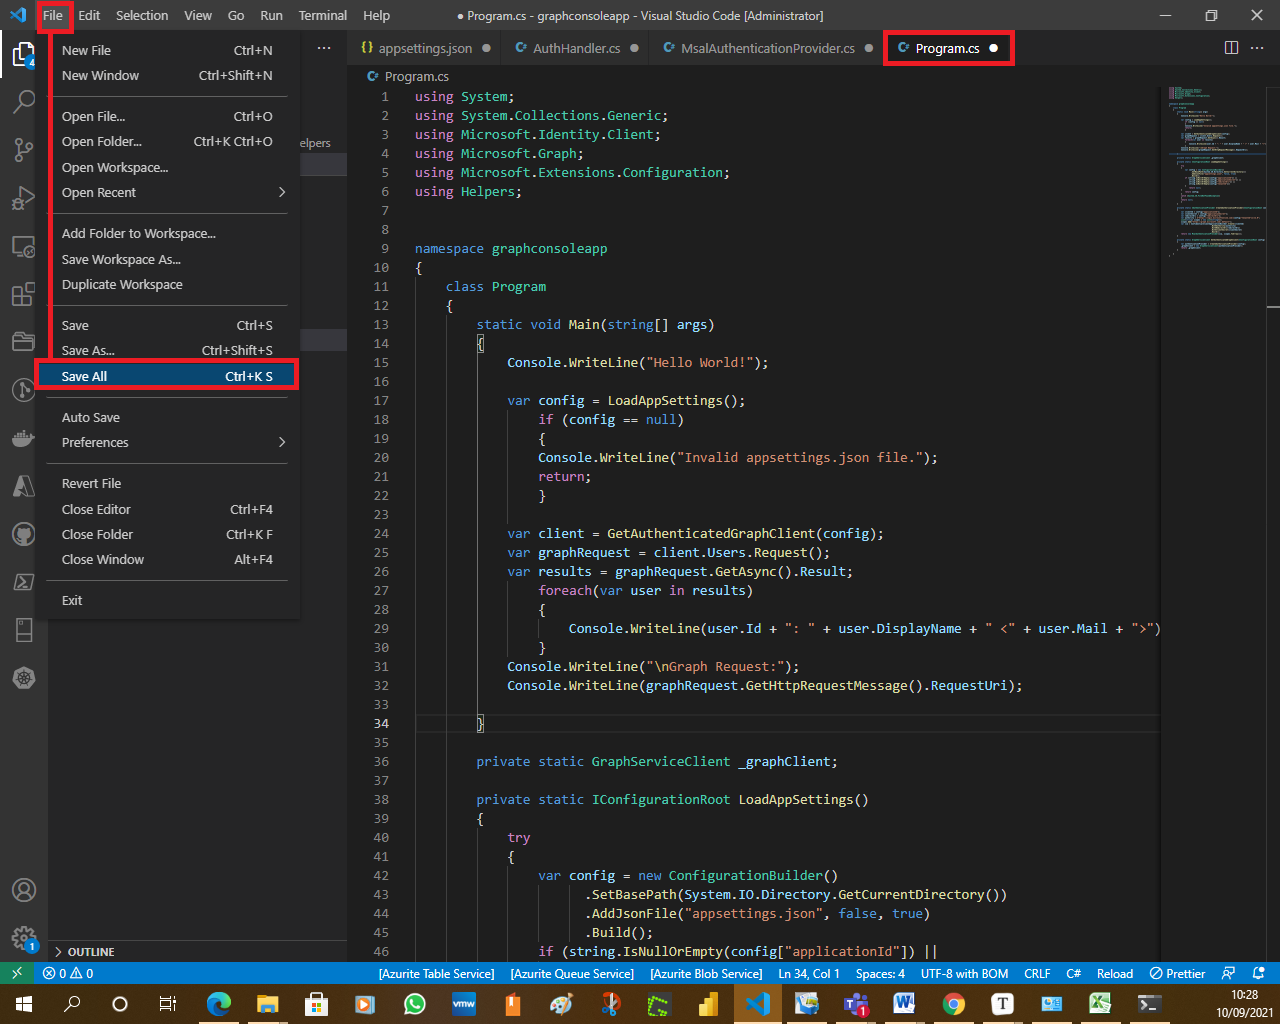 File Edit Selection View Go Run Terminal Help
● Program.cs - graphconsoleapp - Visual Studio Code [Administrator]
4
New File Ctrl+N
New Window Ctrl+Shift+N
Open File... Ctrl+O
Open Folder... Ctrl+K Ctrl+O
Open Workspace...
Open Recent
Add Folder to Workspace...
Save Workspace As...
Duplicate Workspace
Save Ctrl+S
Save As... Ctrl+Shift+S
Save All Ctrl+K S
Auto Save
Preferences
Revert File
Close Editor Ctrl+F4
Close Folder Ctrl+K F
Close Window Alt+F4
Exit
elpers
OUTLINE
{} appsettings.json ● C# AuthHandler.cs ● C# MsalAuthenticationProvider.cs ● C# Program.cs ●
C# Program.cs
1 using System;
2 using System.Collections.Generic;
3 using Microsoft.Identity.Client;
4 using Microsoft.Graph;
5 using Microsoft.Extensions.Configuration;
6 using Helpers;
7
8
9 namespace graphconsoleapp
10 {
11 class Program
12 {
13 static void Main(string[] args)
14 {
15 Console.WriteLine("Hello World!");
16
17 var config = LoadAppSettings();
18 if (config == null)
19 {
20 Console.WriteLine("Invalid appsettings.json file.");
21 return;
22 }
23
24 var client = GetAuthenticatedGraphClient(config);
25 var graphRequest = client.Users.Request();
26 var results = graphRequest.GetAsync().Result;
27 foreach(var user in results)
28 {
29 Console.WriteLine(user.Id + ": " + user.DisplayName + " <" + user.Mail + ">")
30 }
31 Console.WriteLine("\nGraph Request:");
32 Console.WriteLine(graphRequest.GetHttpRequestMessage().RequestUri);
33
34 }
35
36 private static GraphServiceClient _graphClient;
37
38 private static IConfigurationRoot LoadAppSettings()
39 {
40 try
41 {
42 var config = new ConfigurationBuilder()
43 .SetBasePath(System.IO.Directory.GetCurrentDirectory())
44 .AddJsonFile("appsettings.json", false, true)
45 .Build();
46 if (string.IsNullOrEmpty(config["applicationId"]) ||
1
0 0 [Azurite Table Service] [Azurite Queue Service] [Azurite Blob Service] Ln 34, Col 1 Spaces: 4 UTF-8 with BOM CRLF C# Reload Prettier
vmw 1 W T X
10:28
10/09/2021